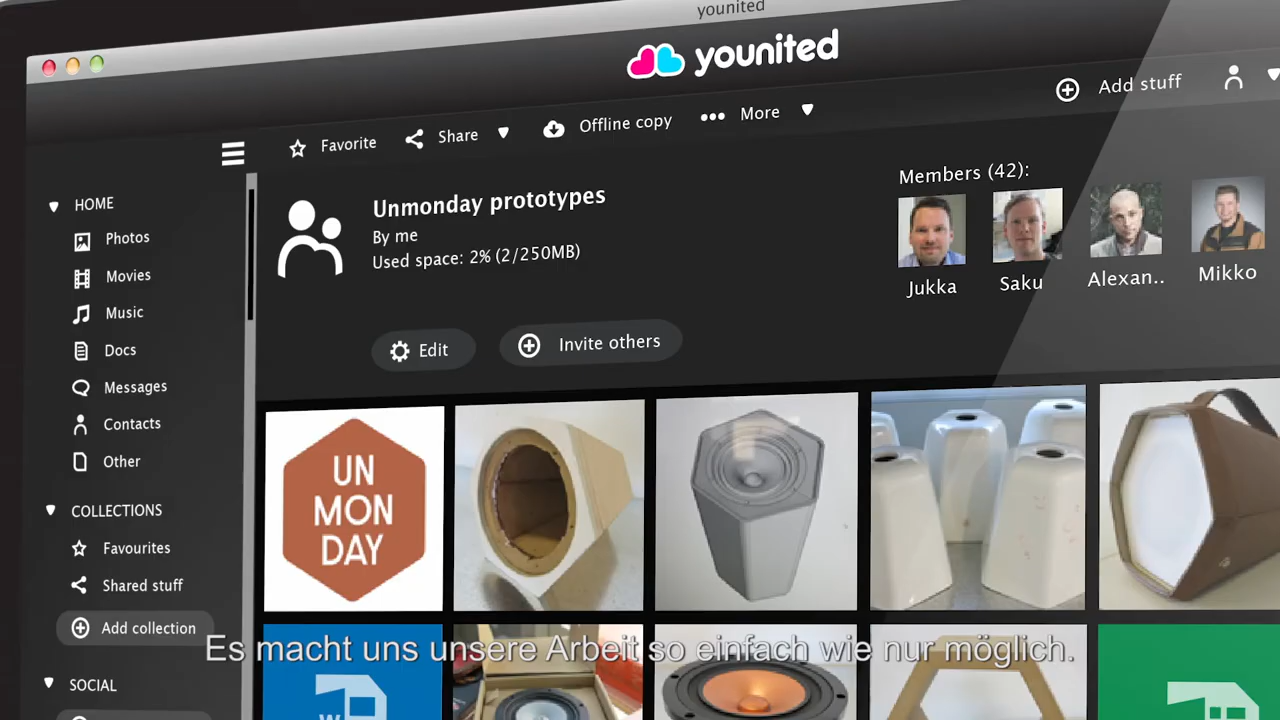 younited
younited
Add stuff
Favorite
Share
Offline copy
More
Unmonday prototypes
By me
Used space: 2% (2/250MB)
Members (42):
Jukka
Saku
Alexan..
Mikko
Edit
Invite others
HOME
Photos
Movies
Music
Docs
Messages
Contacts
Other
COLLECTIONS
Favourites
Shared stuff
Add collection
SOCIAL
UN
MON
DAY
W
Es macht uns unsere Arbeit so einfach wie nur möglich.